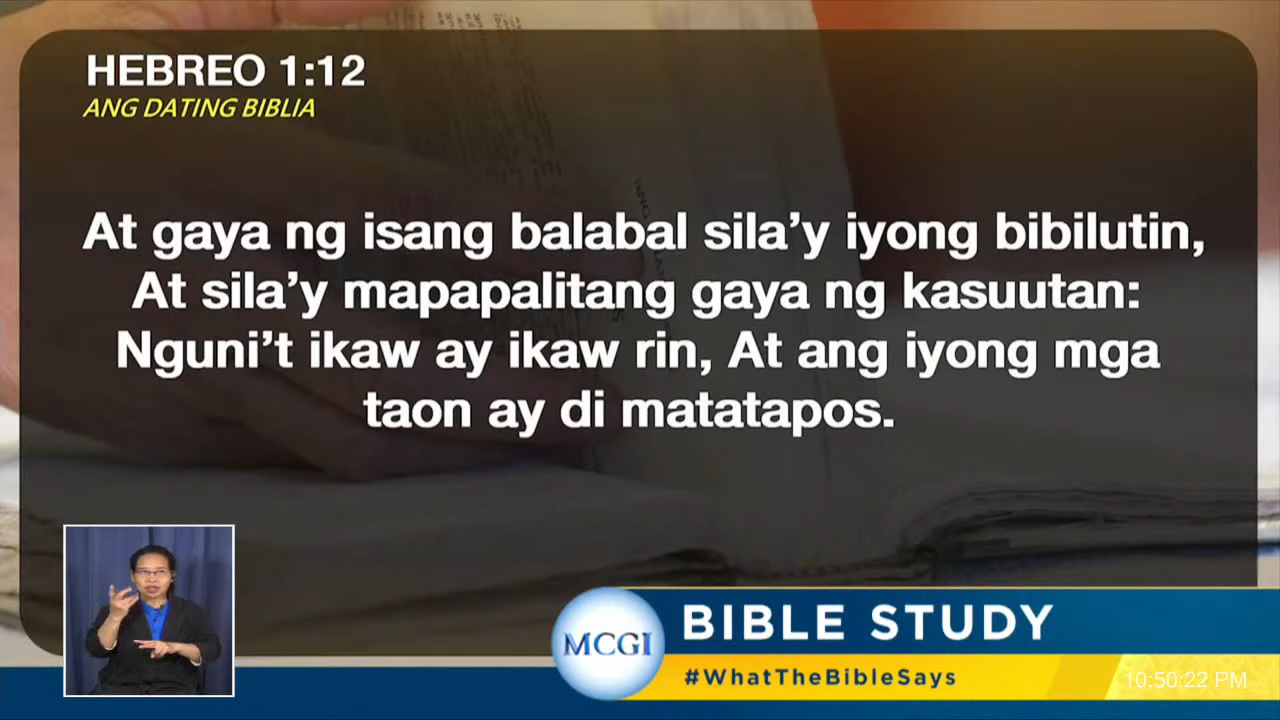 HEBREO 1:12
ANG DATING BIBLIA
At gaya ng isang balabal sila’y iyong bibilutin,
At sila’y mapapalitang gaya ng kasuutan:
Nguni’t ikaw ay ikaw rin, At ang iyong mga
taon ay di matatapos.
MCGI
BIBLE STUDY
#WhatTheBibleSays
10:50:22 PM